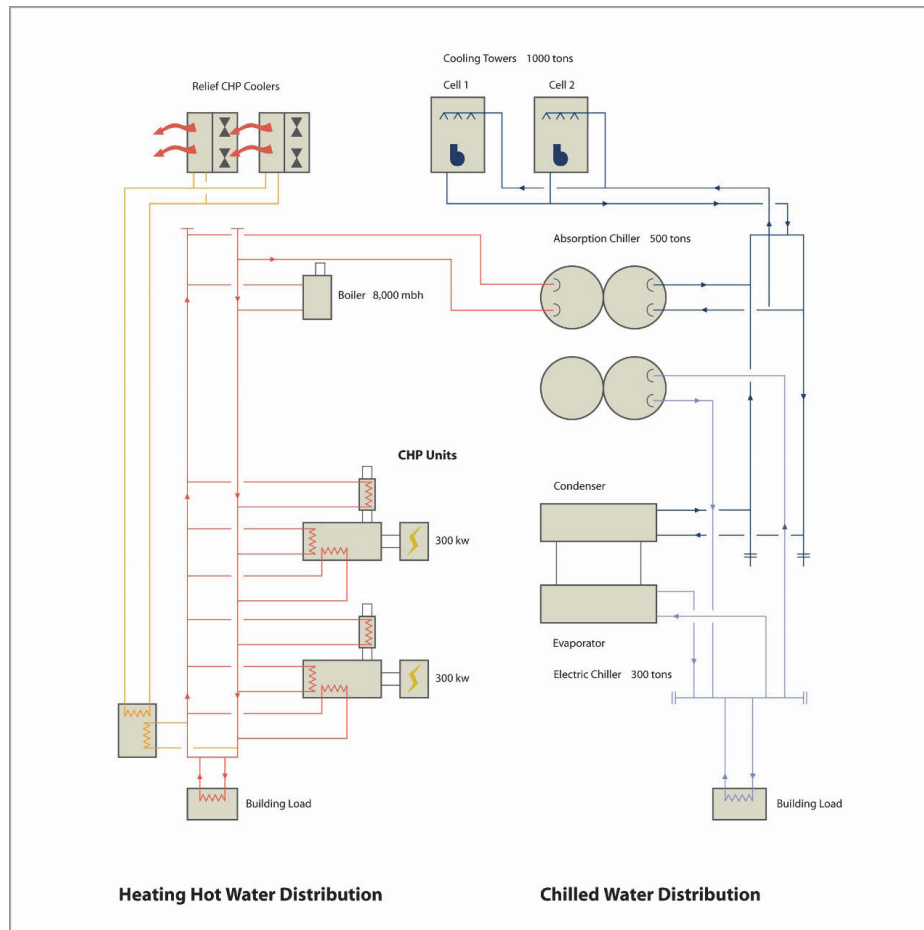 Cooling Towers 1000 tons
Relief CHP Coolers
Cell 1
Cell 2
Absorption Chiller 500 tons
Boiler 8,000 mbh
CHP Units
Condenser
300 kw
Evaporator
Electric Chiller 300 tons
300 kw
Building Load
Building Load
Heating Hot Water Distribution
Chilled Water Distribution